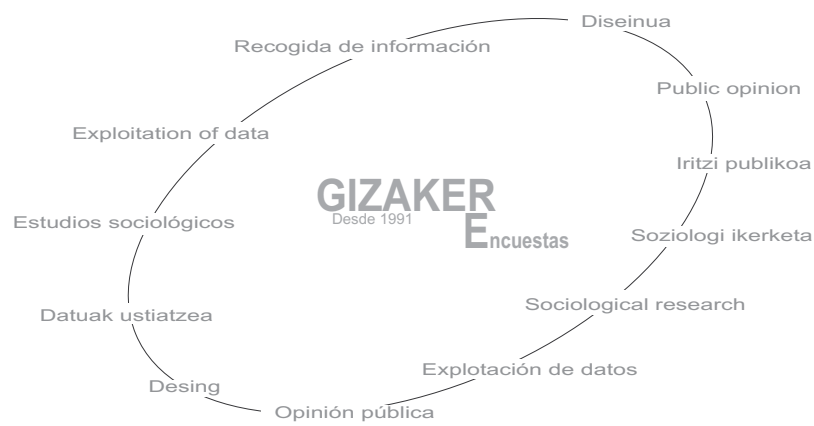 Diseinua
Recogida de información
Public opinion
Exploitation of data
Iritzi publikoa
GIZAKER
Desde 1991
Encuestas
Estudios sociológicos
Soziologi ikerketa
Sociological research
Datuak ustiatzea
Explotación de datos
Desing
Opinión pública